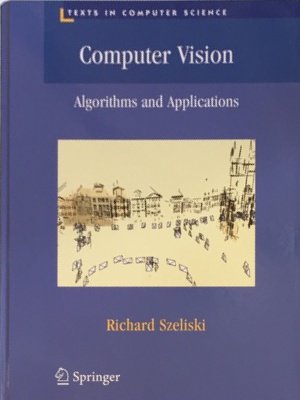 TEXTS IN COMPUTER SCIENCE
Computer Vision
Algorithms and Applications
Richard Szeliski
Springer